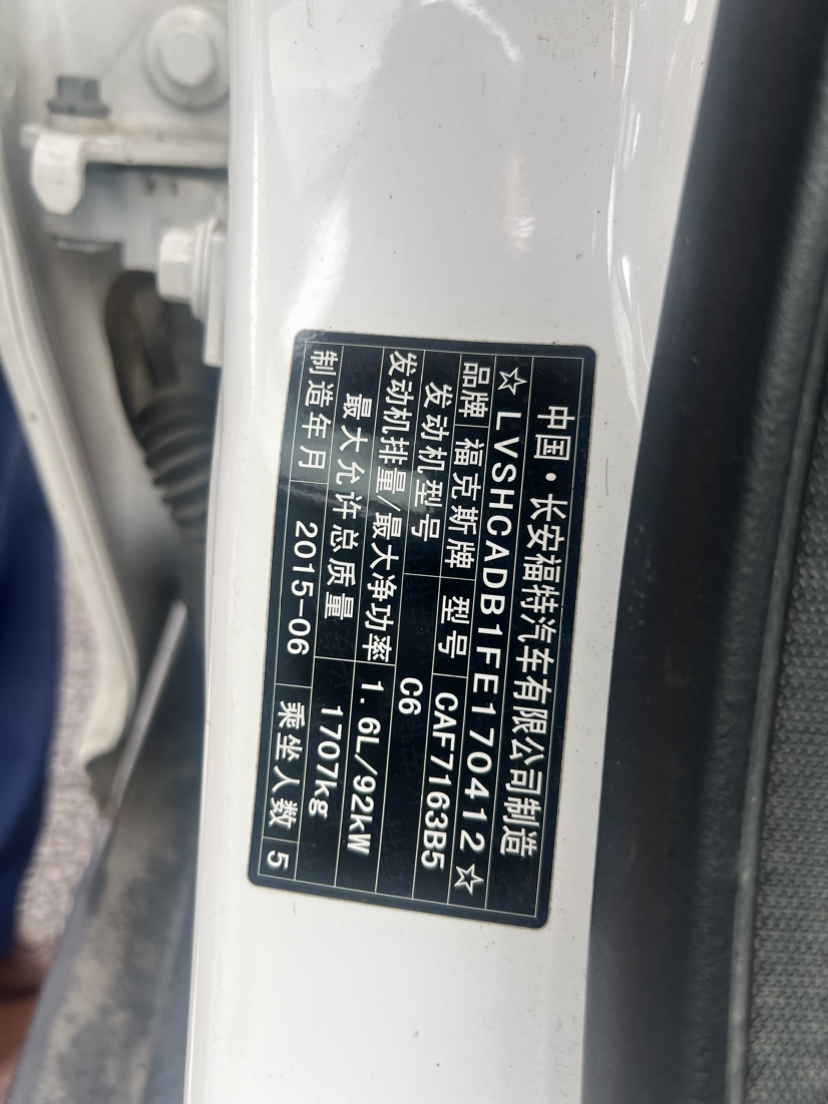 中国·长安福特汽车有限公司制造
☆LVSHCADB1FE170412☆
品牌 福克斯牌 型号 CAF7163B5
发动机型号 C6
发动机排量/最大净功率 1.6L/92kW
最大允许总质量 1707kg
制造年月 2015-06 乘坐人数 5